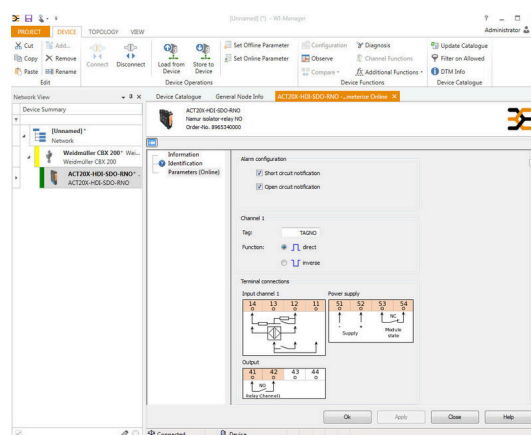 [Unnamed] (*) - WI-Manager
PROJECT DEVICE TOPOLOGY VIEW
Administrator
Cut
Copy
Paste
Add...
Remove
Rename
Edit
Connect
Disconnect
Load from Device
Store to Device
Device Operations
Set Offline Parameter
Set Online Parameter
Configuration
Observe
Compare
Diagnosis
Channel Functions
Additional Functions
Device Functions
Update Catalogue
Filter on Allowed
DTM Info
Device Catalogue
Network View
Device Summary
[Unnamed] *
Network
Weidmüller CBX 200* Wei...
Weidmüller CBX 200
ACT20X-HDI-SDO-RNO*
ACT20X-HDI-SDO-RNO
Device Catalogue General Node Info ACT20X-HDI-SDO-RNO
ACT20X-HDI-SDO-RNO
Namur isolator-relay NO
Order-No. 8965340000
Information
Identification
Parameters (Online)
Alarm configuration
Short circuit notification
Open circuit notification
Channel 1
Tag: TAGNO
Function: direct
inverse
Terminal connections
Input channel 1
14 13 12 11
Power supply
51 52 53 54
NC
- +
Supply
Module state
Output
41 42 43 44
NO
Relay Channel1
Ok Apply Close Help
Connected Device